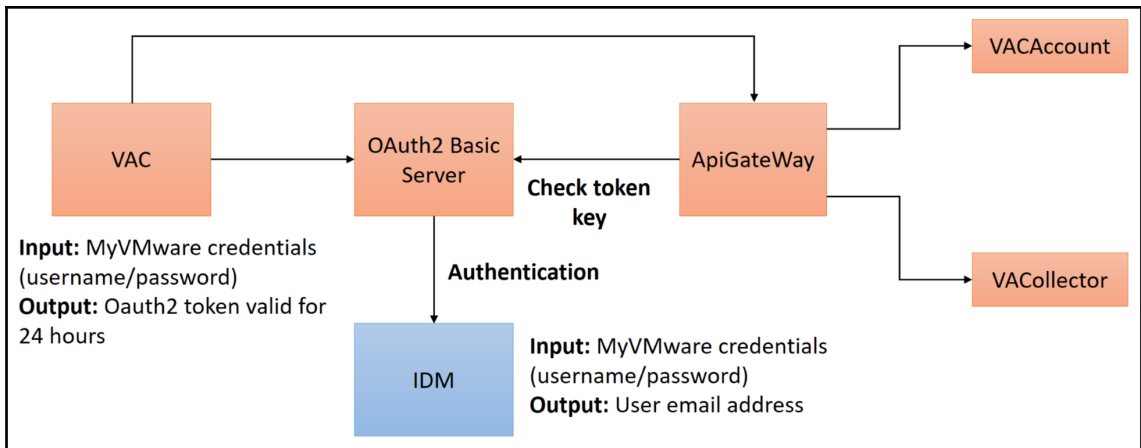 VACAccount
VAC
OAuth2 Basic
Server
ApiGateWay
Check token
key
Input: MyVMware credentials
(username/password)
Output: Oauth2 token valid for
24 hours
Authentication
VACollector
IDM
Input: MyVMware credentials
(username/password)
Output: User email address